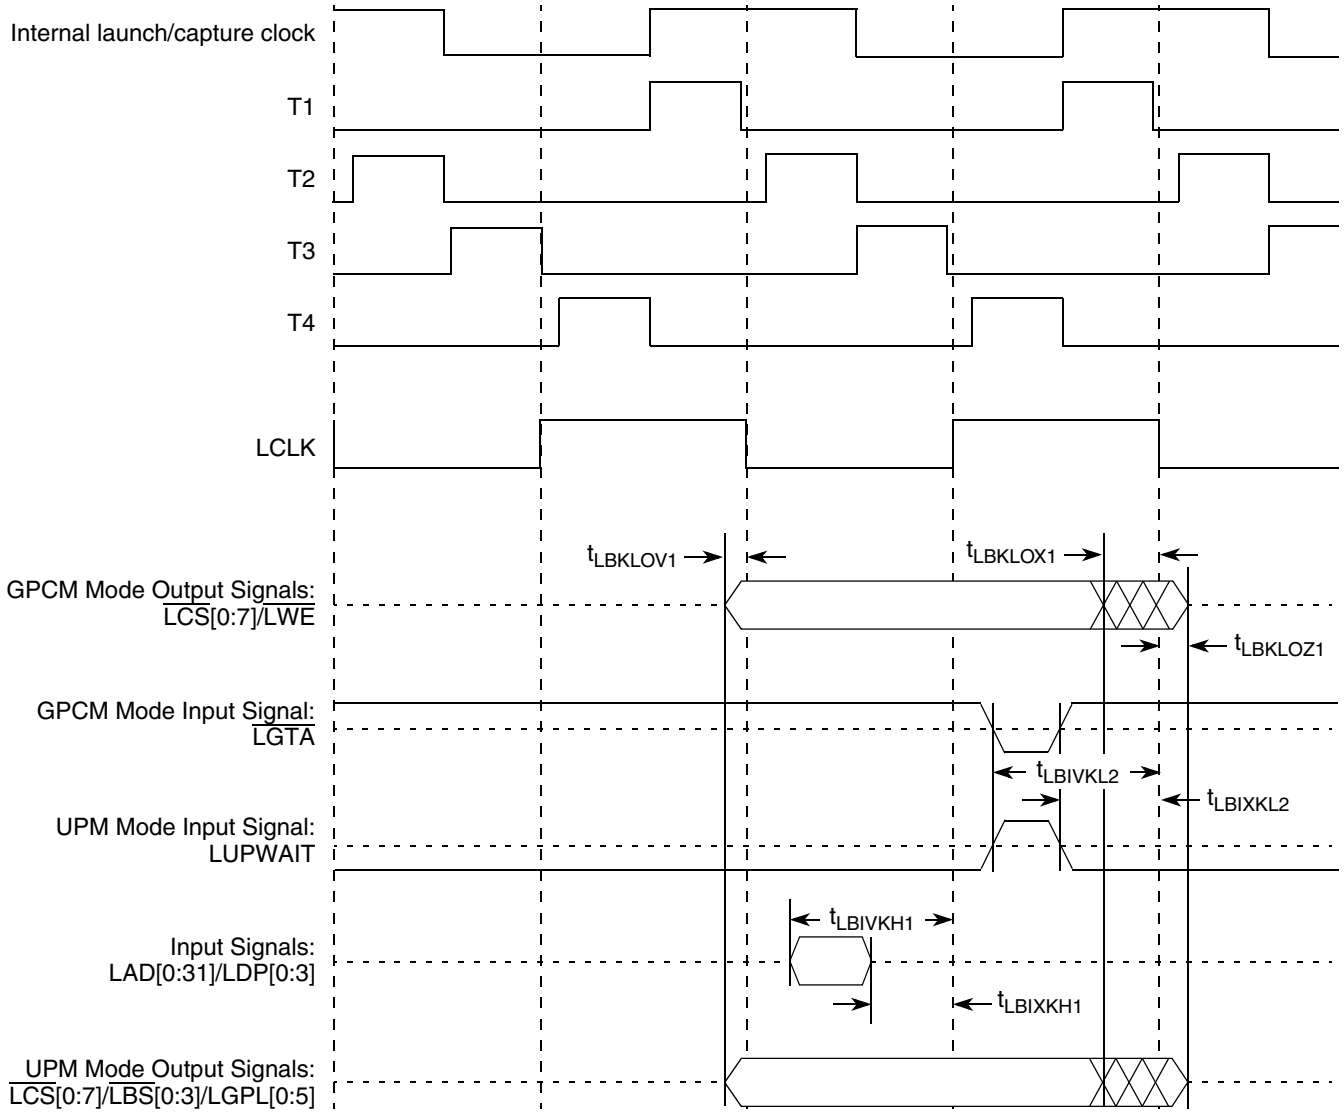 Internal launch/capture clock
T1
T2
T3
T4
LCLK
tLBKLOV1
tLBKLOX1
GPCM Mode Output Signals:
LCS[0:7]/LWE
tLBKLOZ1
GPCM Mode Input Signal:
LGTA
tLBIVKL2
tLBIXKL2
UPM Mode Input Signal:
LUPWAIT
tLBIVKH1
Input Signals:
LAD[0:31]/LDP[0:3]
tLBIXKH1
UPM Mode Output Signals:
LCS[0:7]/LBS[0:3]/LGPL[0:5]